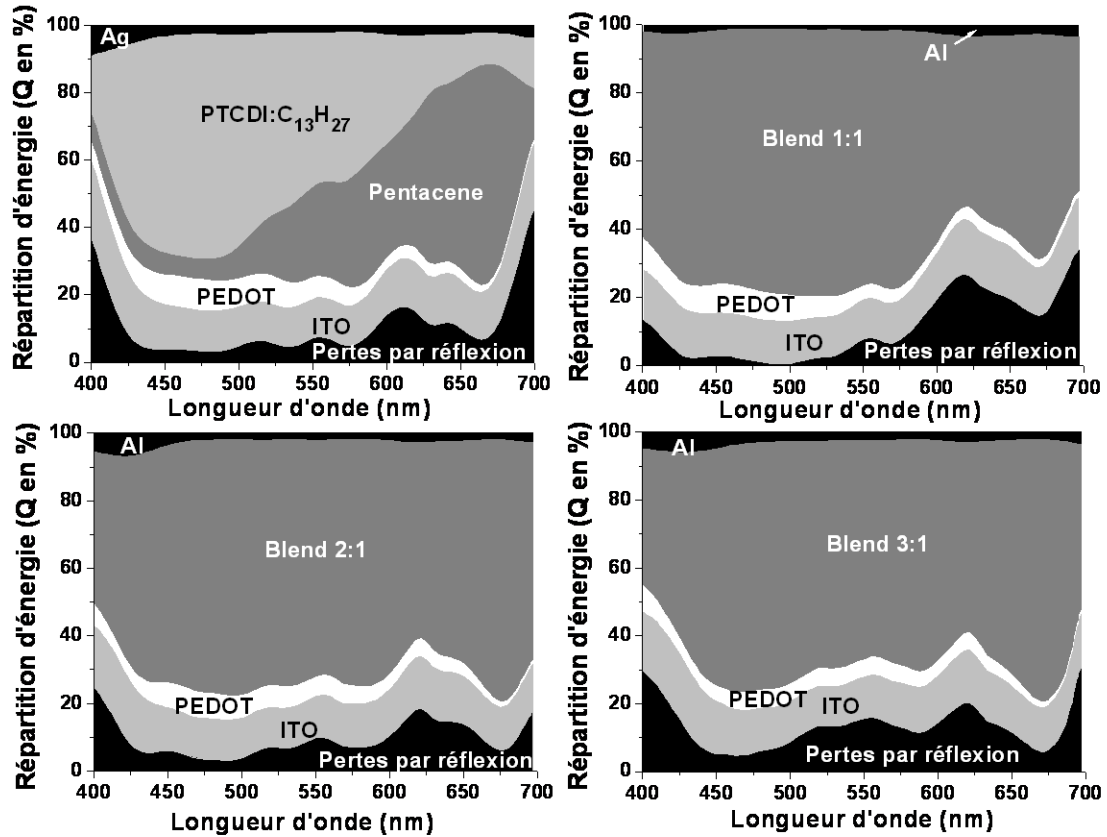 Répartition d'énergie (Q en %)
100
80
60
40
20
0
Ag
PTCDI:C13H27
Pentacene
PEDOT
ITO
Pertes par réflexion
400 450 500 550 600 650 700
Longueur d'onde (nm)
Répartition d'énergie (Q en %)
100
80
60
40
20
0
Al
Blend 1:1
PEDOT
ITO
Pertes par réflexion
400 450 500 550 600 650 700
Longueur d'onde (nm)
Répartition d'énergie (Q en %)
100
80
60
40
20
0
Al
Blend 2:1
PEDOT
ITO
Pertes par réflexion
400 450 500 550 600 650 700
Longueur d'onde (nm)
Répartition d'énergie (Q en %)
100
80
60
40
20
0
Al
Blend 3:1
PEDOT
ITO
Pertes par réflexion
400 450 500 550 600 650 700
Longueur d'onde (nm)